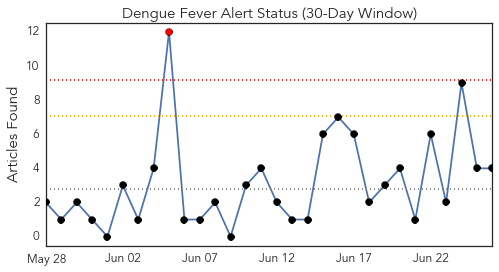 Dengue Fever Alert Status (30-Day Window)
Articles Found
12
10
8
6
4
2
0
May 28
Jun 02
Jun 07
Jun 12
Jun 17
Jun 22